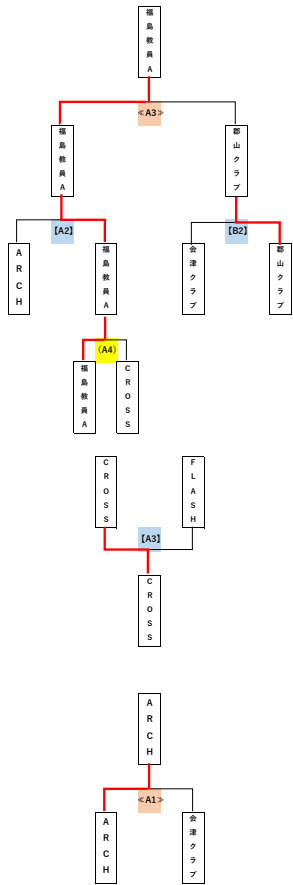 福島教員A
≪A3≫
福島教員A
郡山クラブ
【A2】
【B2】
ARCH
福島教員A
会津クラブ
郡山クラブ
(A4)
福島教員A
CROSS
CROSS
FLASH
【A3】
CROSS
ARCH
≪A1≫
ARCH
会津クラブ